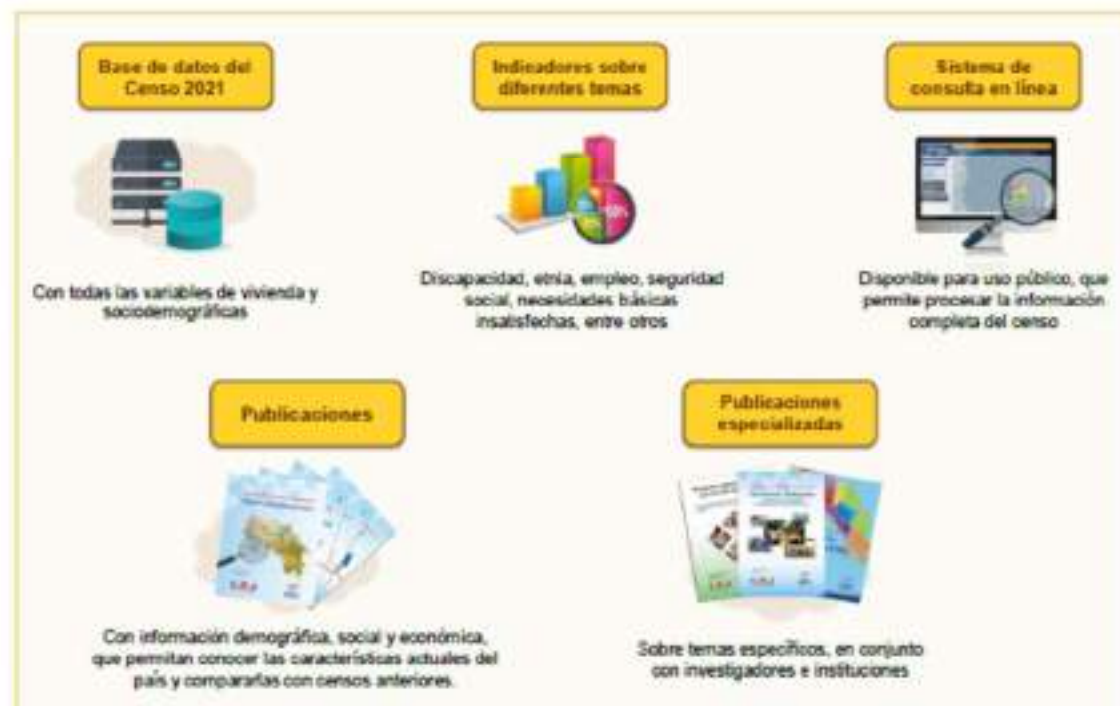 Base de datos del
Censo 2021
Con todas las variables de vivienda y
sociodemográficas
Indicadores sobre
diferentes temas
Discapacidad, etnia, empleo, seguridad
social, necesidades básicas
insatisfechas, entre otros
Sistema de
consulta en línea
Disponible para uso público, que
permite procesar la información
completa del censo
Publicaciones
Con información demográfica, social y económica,
que permitan conocer las características actuales del
país y compararlas con censos anteriores.
Publicaciones
especializadas
Sobre temas específicos, en conjunto
con investigadores e instituciones